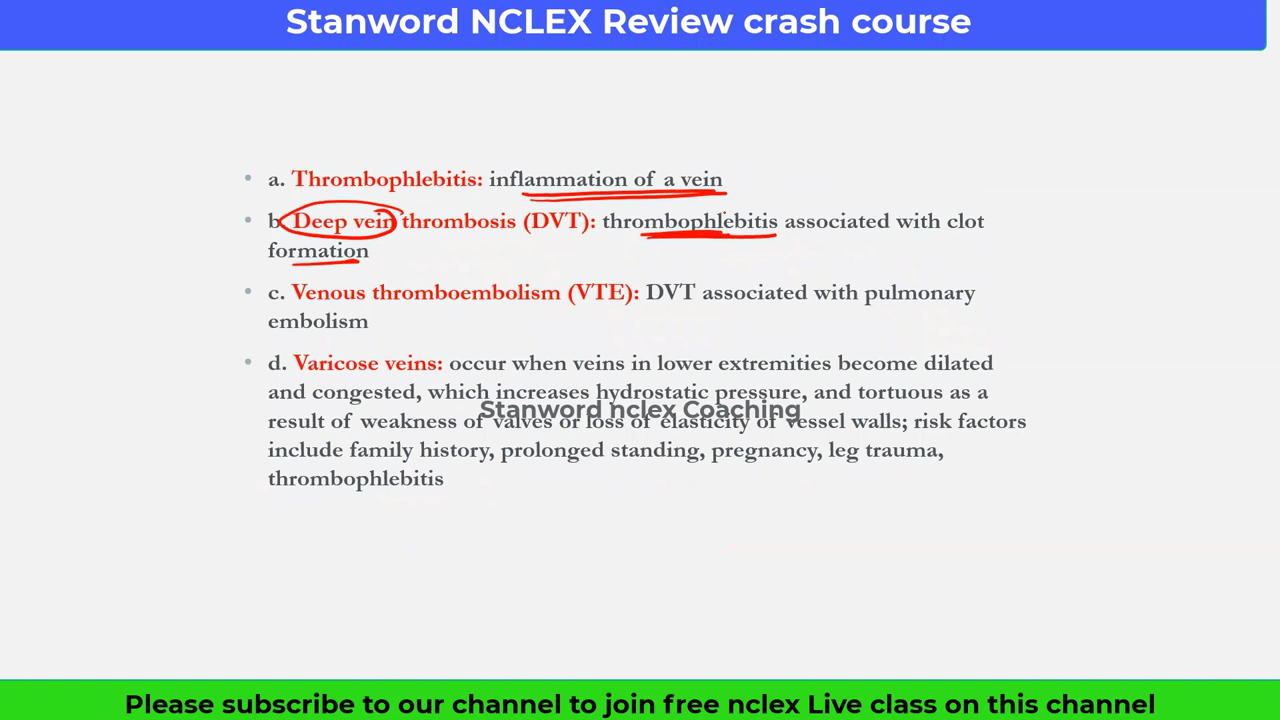 Stanword NCLEX Review crash course
• a. Thrombophlebitis: inflammation of a vein
• b. Deep vein thrombosis (DVT): thrombophlebitis associated with clot
formation
• c. Venous thromboembolism (VTE): DVT associated with pulmonary
embolism
• d. Varicose veins: occur when veins in lower extremities become dilated
and congested, which increases hydrostatic pressure, and tortuous as a
Stanword nclex Coaching
result of weakness of valves or loss of elasticity of vessel walls; risk factors
include family history, prolonged standing, pregnancy, leg trauma,
thrombophlebitis
Please subscribe to our channel to join free nclex Live class on this channel